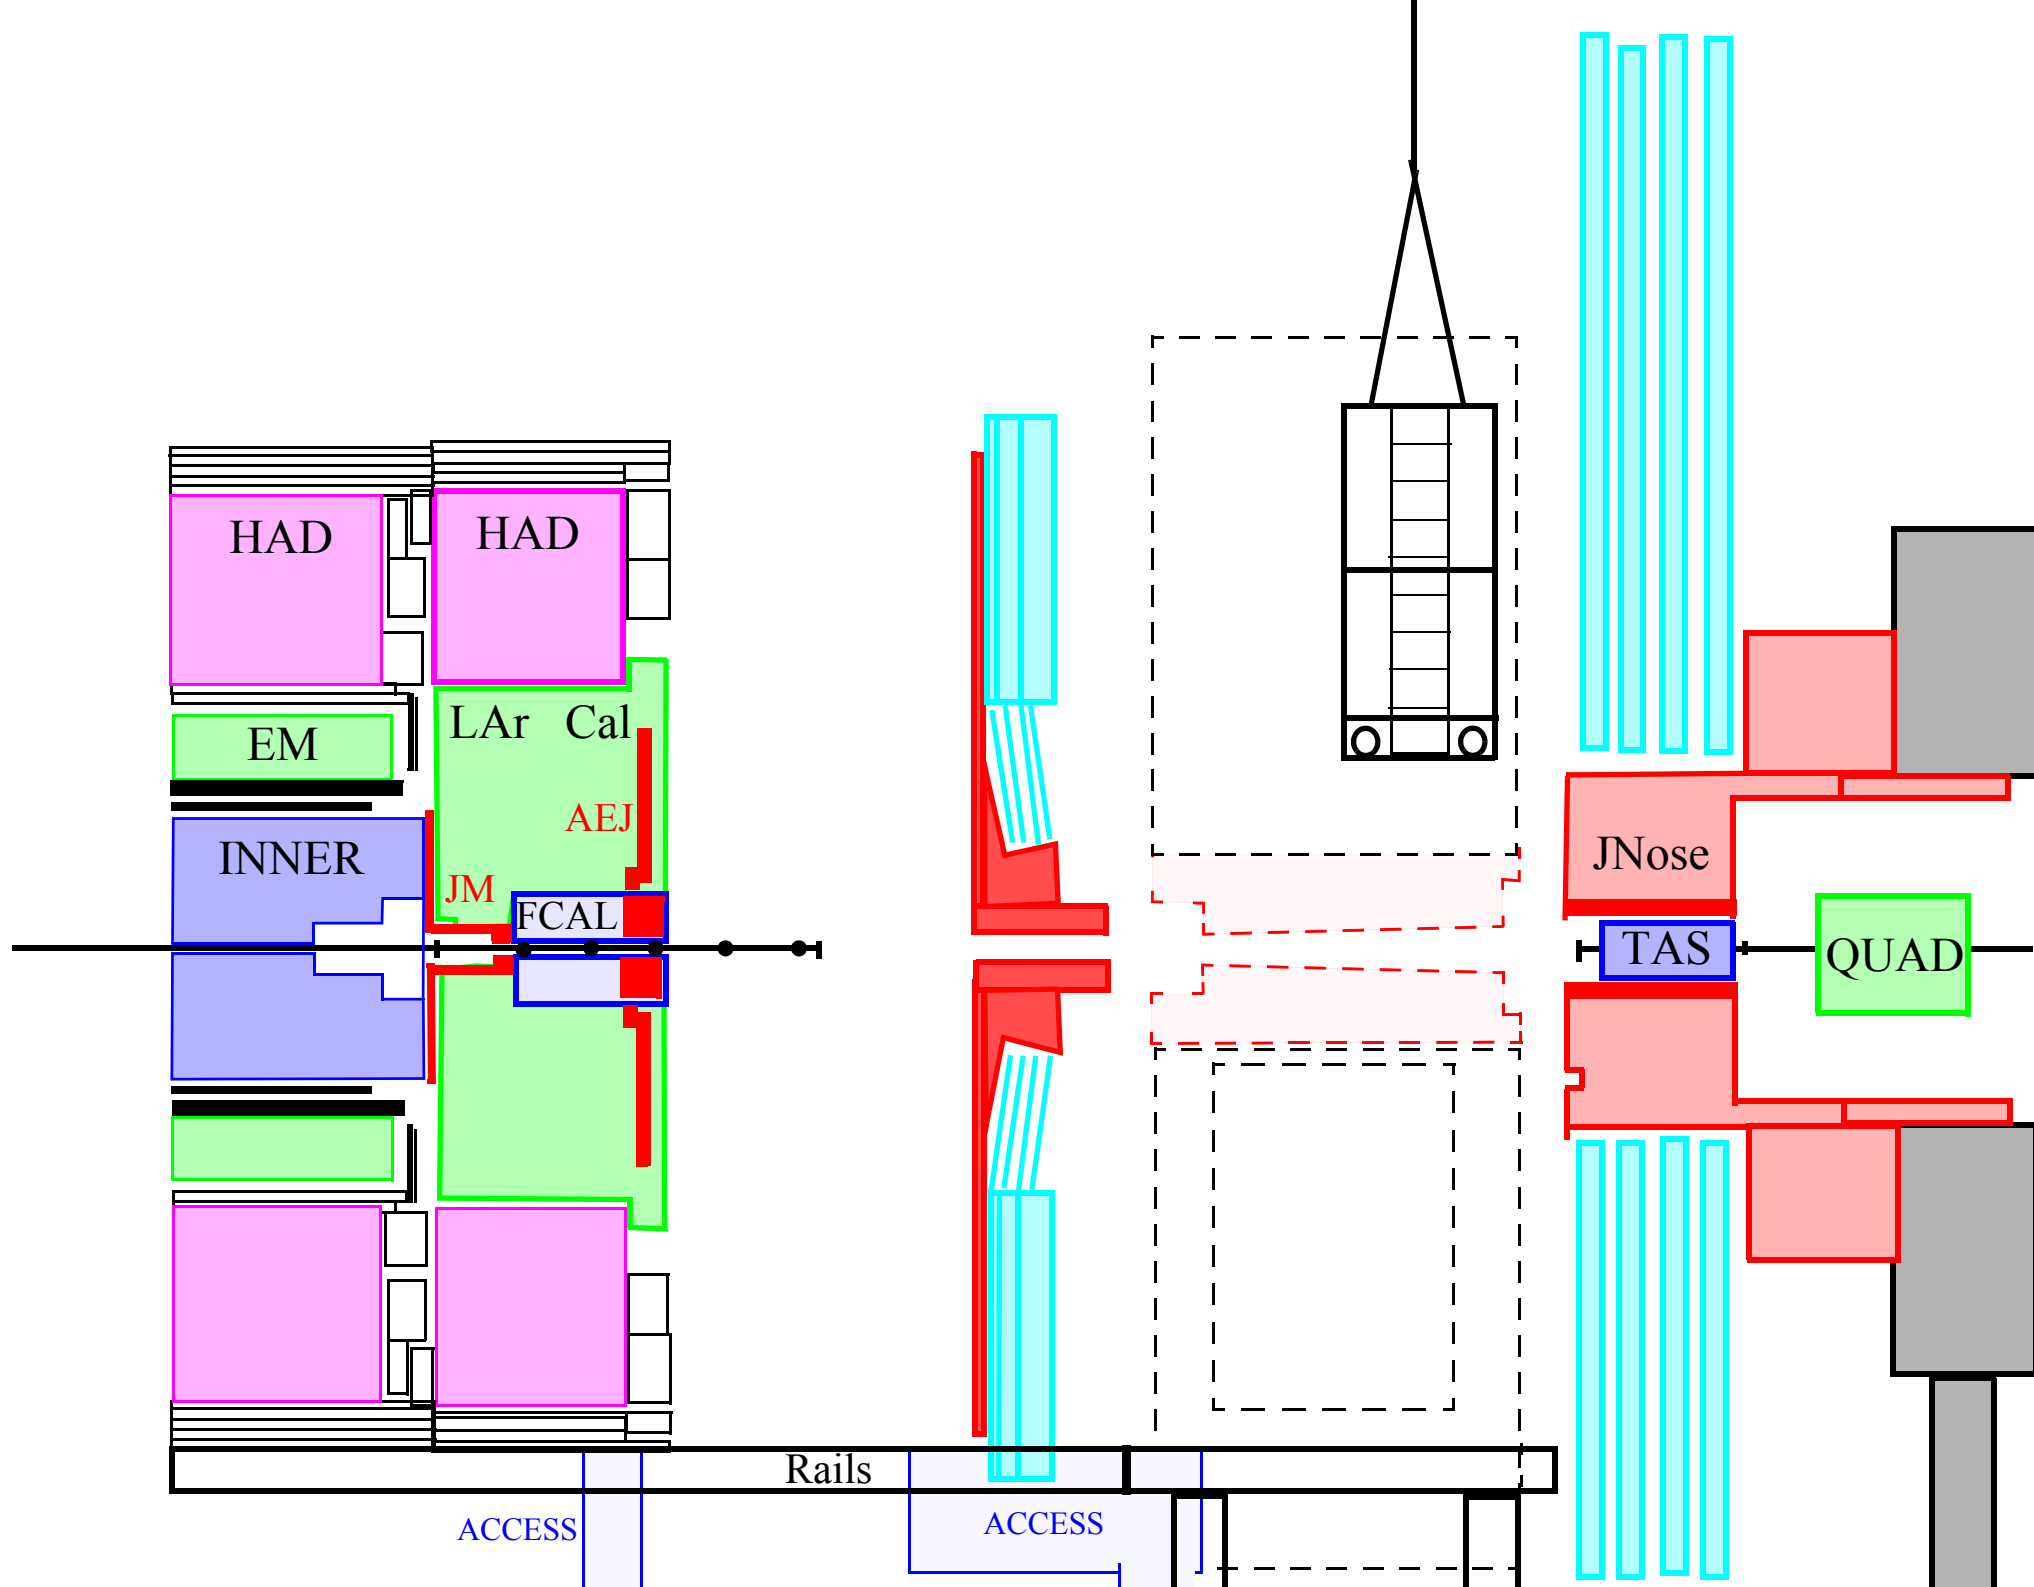 HAD
HAD
LAr Cal
EM
AEJ
INNER
JM
FCAL
JNose
TAS
QUAD
Rails
ACCESS
ACCESS